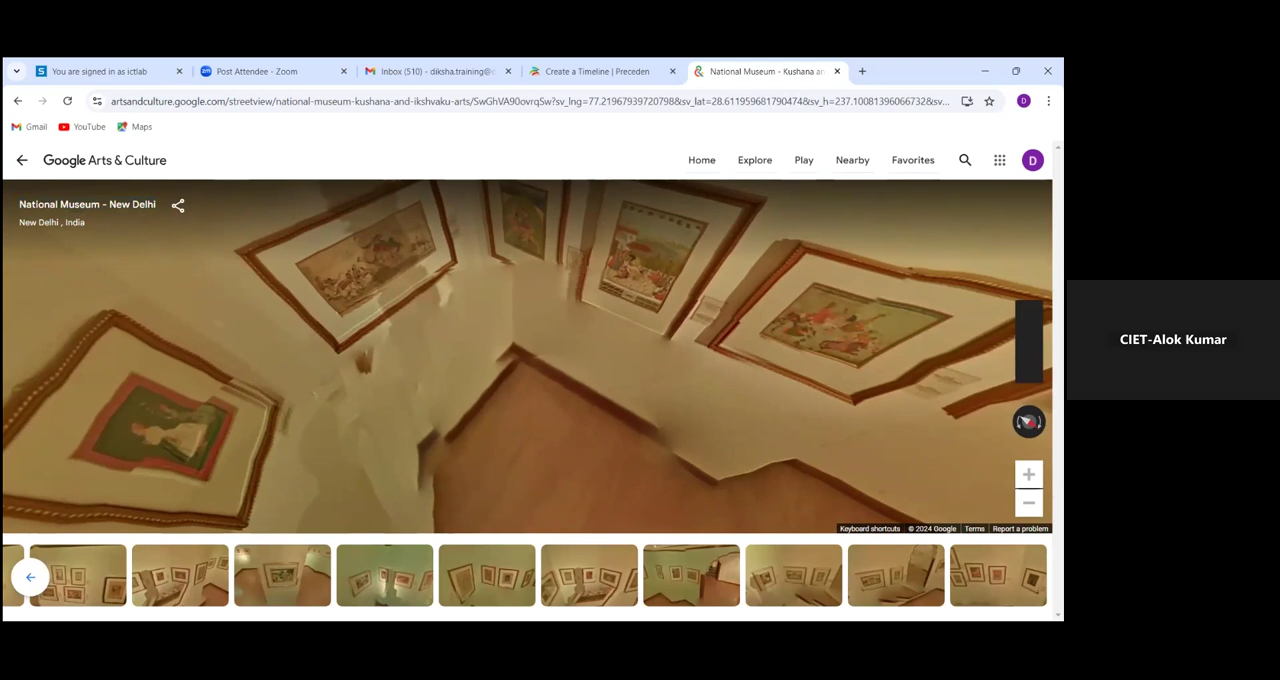 You are signed in as ictlab
Post Attendee - Zoom
Inbox (510) - diksha.training@c
Create a Timeline | Preceden
National Museum - Kushana an
artsandculture.google.com/streetview/national-museum-kushana-and-ikshvaku-arts/SwGhVA90ovrqSw?sv_lng=77.21967939720798&sv_lat=28.611959681790474&sv_h=237.10081396066732&sv...
D
Gmail
YouTube
Maps
Google Arts & Culture
Home
Explore
Play
Nearby
Favorites
D
National Museum - New Delhi
New Delhi , India
CIET-Alok Kumar
Keyboard shortcuts
© 2024 Google
Terms
Report a problem